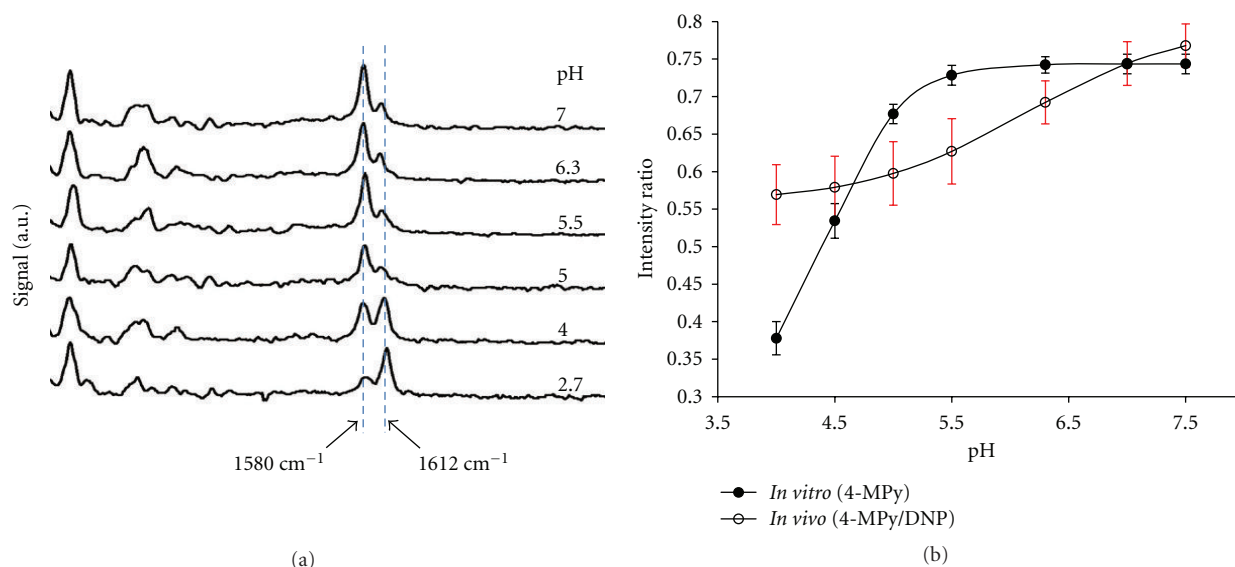 pH
7
6.3
5.5
5
4
2.7
Signal (a.u.)
1580 cm⁻¹
1612 cm⁻¹
(a)
0.8
0.75
0.7
0.65
0.6
0.55
0.5
0.45
0.4
0.35
0.3
Intensity ratio
3.5 4.5 5.5 6.5 7.5
pH
In vitro (4-MPy)
In vivo (4-MPy/DNP)
(b)